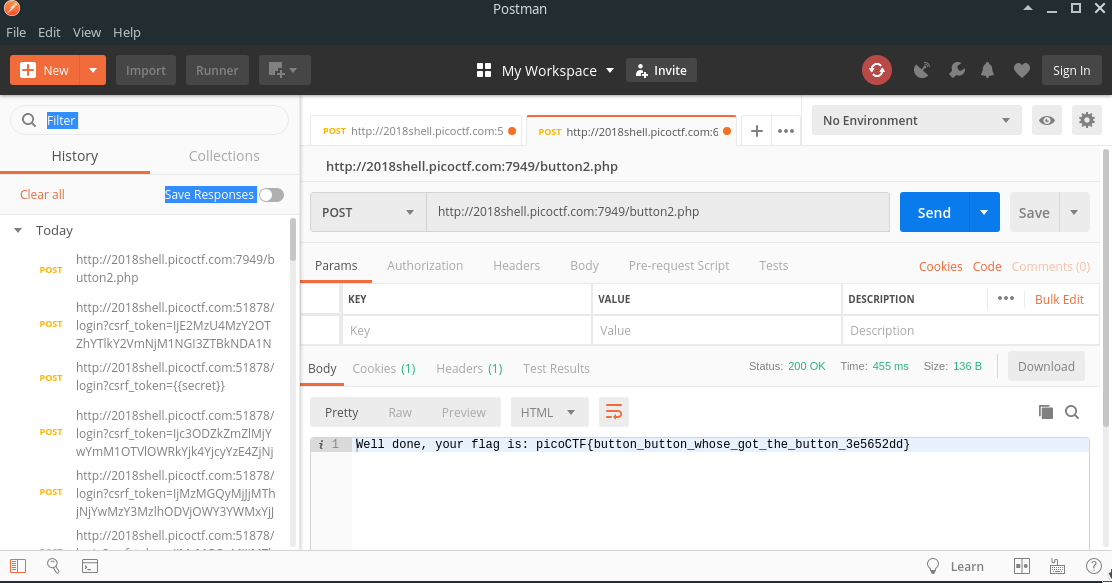 Postman
File Edit View Help
New Import Runner My Workspace Invite Sign In
Filter
History Collections
Clear all Save Responses
Today
POST http://2018shell.picoctf.com:7949/b
utton2.php
POST http://2018shell.picoctf.com:51878/
login?csrf_token=IjE2MzU4MzY2OT
ZhYTlkY2VmNjM1NGI3ZTBkNDA1N
POST http://2018shell.picoctf.com:51878/
login?csrf_token={{secret}}
POST http://2018shell.picoctf.com:51878/
login?csrf_token=Ijc3ODZkZmZlMjY
wYmM1OTVlOWRkYjk4YjcyYzE4ZjNj
POST http://2018shell.picoctf.com:51878/
login?csrf_token=IjMzMGQyMjJjMTh
jNjYwMzY3MzlhODVjOWY3YWMxYjJ
http://2018shell.picoctf.com:51878/
POST http://2018shell.picoctf.com:5
POST http://2018shell.picoctf.com:6
No Environment
http://2018shell.picoctf.com:7949/button2.php
POST http://2018shell.picoctf.com:7949/button2.php Send Save
Params Authorization Headers Body Pre-request Script Tests Cookies Code Comments (0)
KEY VALUE DESCRIPTION Bulk Edit
Key Value Description
Body Cookies (1) Headers (1) Test Results Status: 200 OK Time: 455 ms Size: 136 B Download
Pretty Raw Preview HTML
i 1 Well done, your flag is: picoCTF{button_button_whose_got_the_button_3e5652dd}
Learn